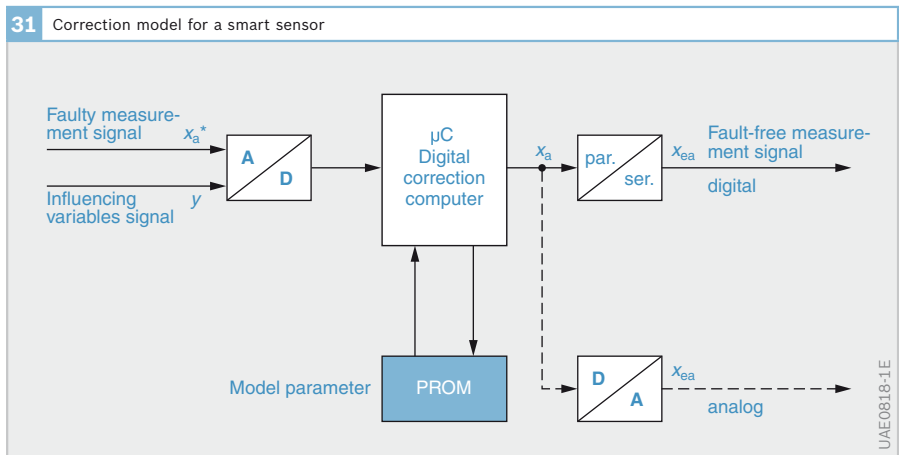 31 Correction model for a smart sensor
Faulty measure-
ment signal xa*
Influencing y
variables signal
A
D
µC
Digital
correction
computer
xa
par.
ser.
xea Fault-free measure-
ment signal
digital
Model parameter
PROM
D
A
xea
analog
UAE0818-1E